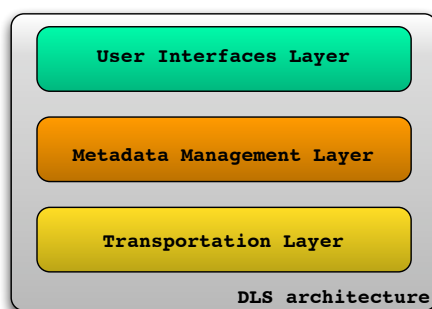 User Interfaces Layer
Metadata Management Layer
Transportation Layer
DLS architecture